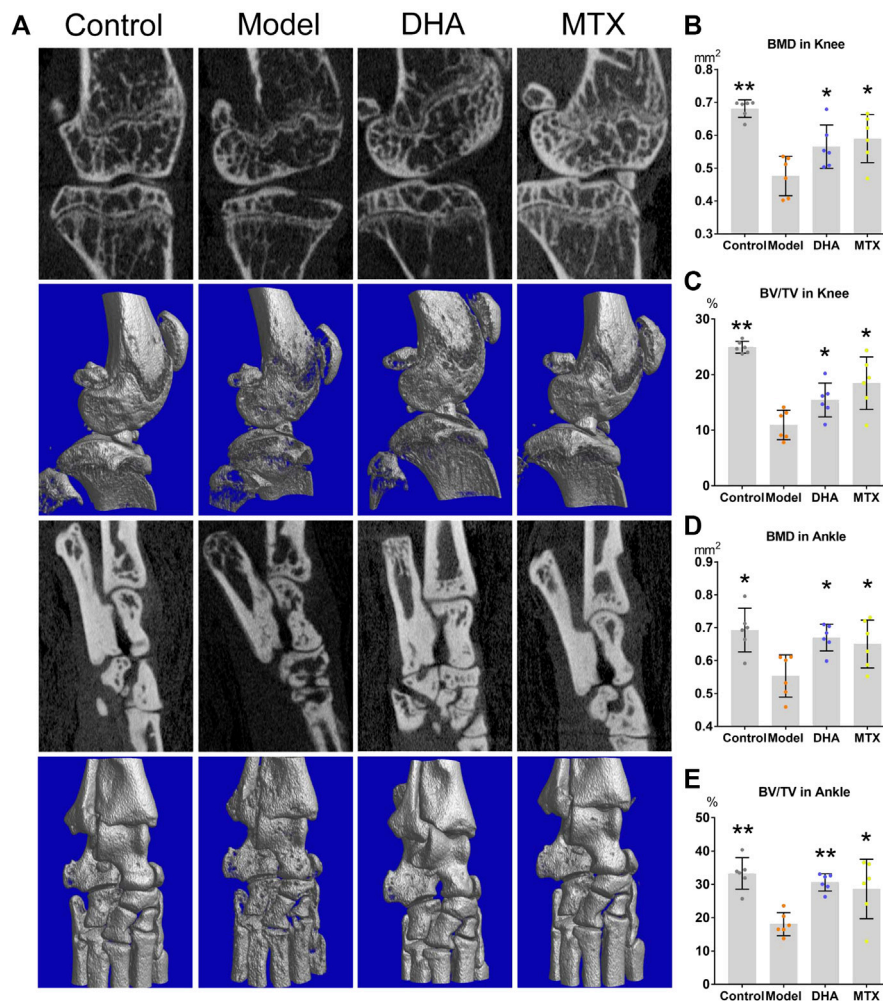 A
Control Model DHA MTX
B
BMD in Knee
mm2
**
*
*
0.8
0.7
0.6
0.5
0.4
0.3
Control Model DHA MTX
C
BV/TV in Knee
%
**
*
*
30
20
10
0
Control Model DHA MTX
D
BMD in Ankle
mm2
*
*
*
0.9
0.8
0.7
0.6
0.5
0.4
Control Model DHA MTX
E
BV/TV in Ankle
%
**
**
*
50
40
30
20
10
0
Control Model DHA MTX